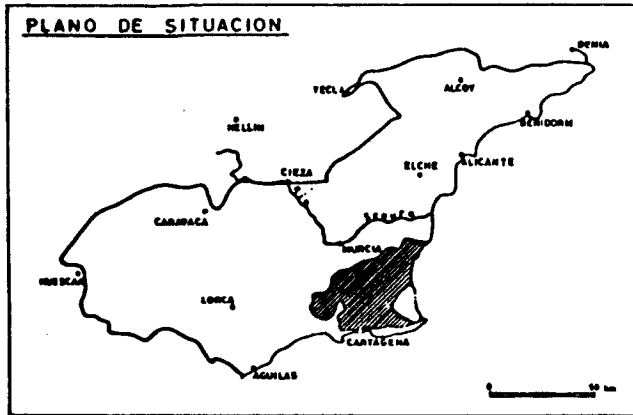 PLANO DE SITUACION
DENIA
YECLA
ALCOY
BENIDORM
HELLIN
ELCHE
ALICANTE
CIEZA
RIO
SEGURA
CARAVACA
MURCIA
HUESCAR
LORCA
CARTAGENA
AGUILAS
0 50 km